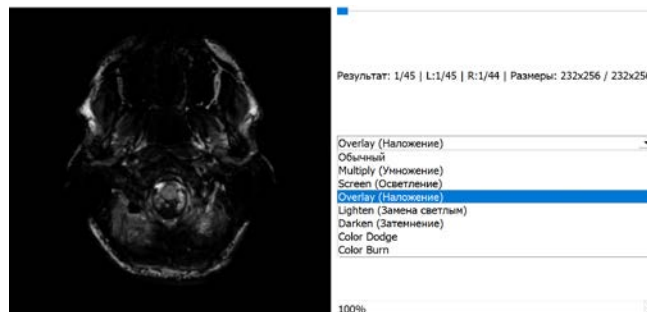 Результат: 1/45 | L:1/45 | R:1/44 | Размеры: 232x256 / 232x256
Overlay (Наложение)
Обычный
Multiply (Умножение)
Screen (Осветление)
Overlay (Наложение)
Lighten (Замена светлым)
Darken (Затемнение)
Color Dodge
Color Burn
100%